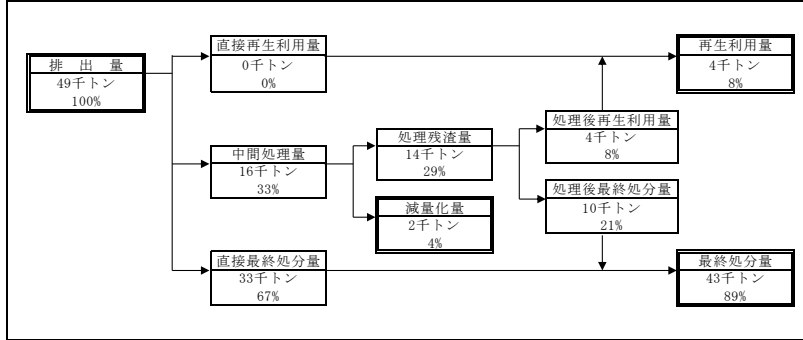 排 出 量
49千トン
100%
直接再生利用量
0千トン
0%
中間処理量
16千トン
33%
直接最終処分量
33千トン
67%
処理残渣量
14千トン
29%
減量化量
2千トン
4%
処理後再生利用量
4千トン
8%
処理後最終処分量
10千トン
21%
再生利用量
4千トン
8%
最終処分量
43千トン
89%